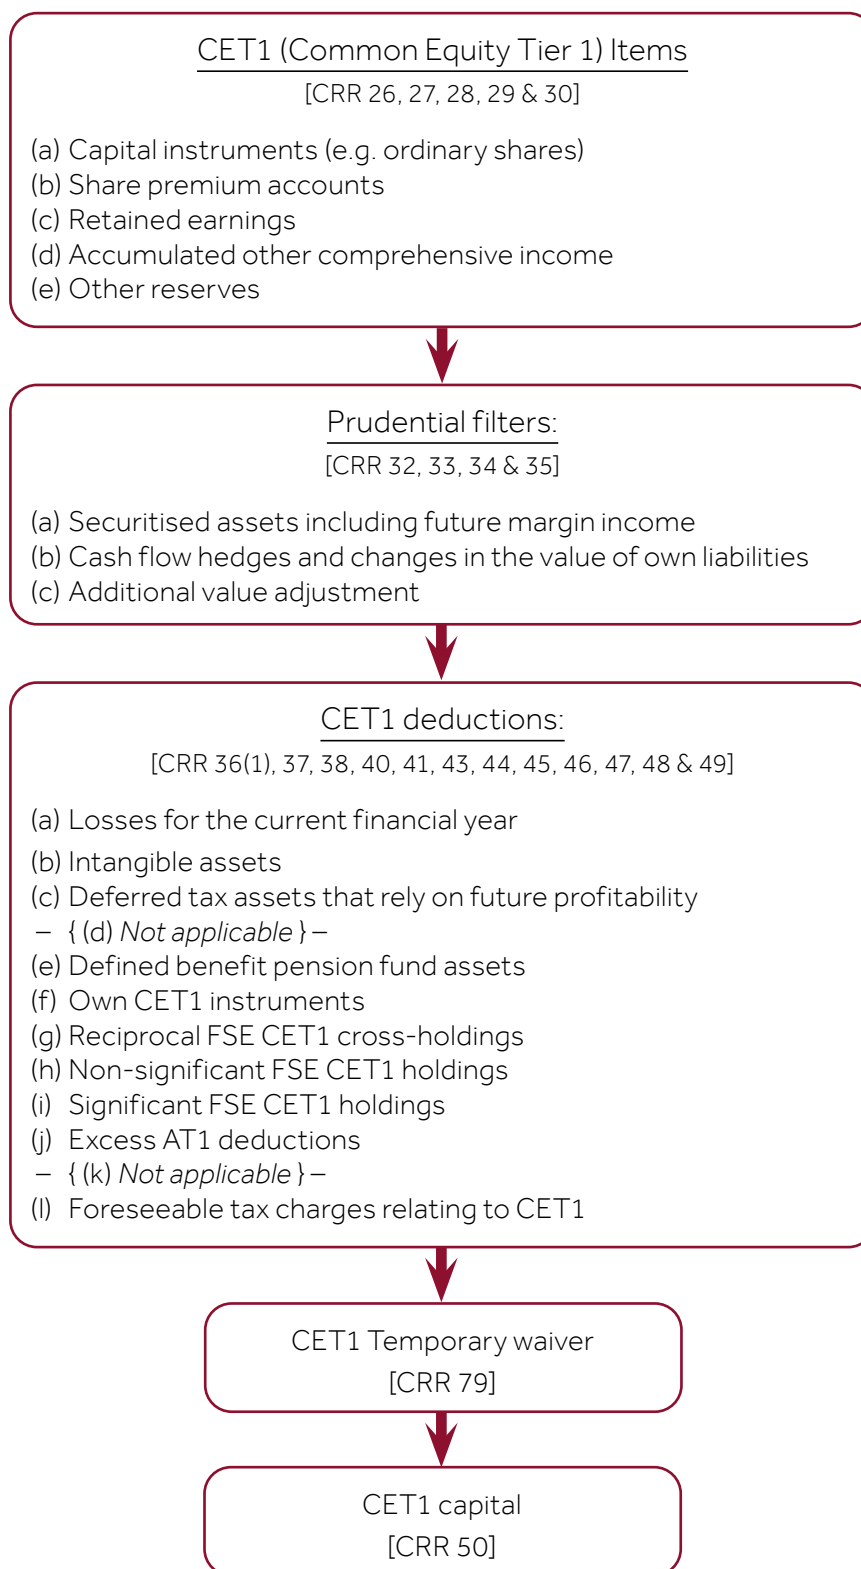 CET1 (Common Equity Tier 1) Items
[CRR 26, 27, 28, 29 & 30]
(a) Capital instruments (e.g. ordinary shares)
(b) Share premium accounts
(c) Retained earnings
(d) Accumulated other comprehensive income
(e) Other reserves
Prudential filters:
[CRR 32, 33, 34 & 35]
(a) Securitised assets including future margin income
(b) Cash flow hedges and changes in the value of own liabilities
(c) Additional value adjustment
CET1 deductions:
[CRR 36(1), 37, 38, 40, 41, 43, 44, 45, 46, 47, 48 & 49]
(a) Losses for the current financial year
(b) Intangible assets
(c) Deferred tax assets that rely on future profitability
– { (d) Not applicable } –
(e) Defined benefit pension fund assets
(f) Own CET1 instruments
(g) Reciprocal FSE CET1 cross-holdings
(h) Non-significant FSE CET1 holdings
(i) Significant FSE CET1 holdings
(j) Excess AT1 deductions
– { (k) Not applicable } –
(l) Foreseeable tax charges relating to CET1
CET1 Temporary waiver
[CRR 79]
CET1 capital
[CRR 50]